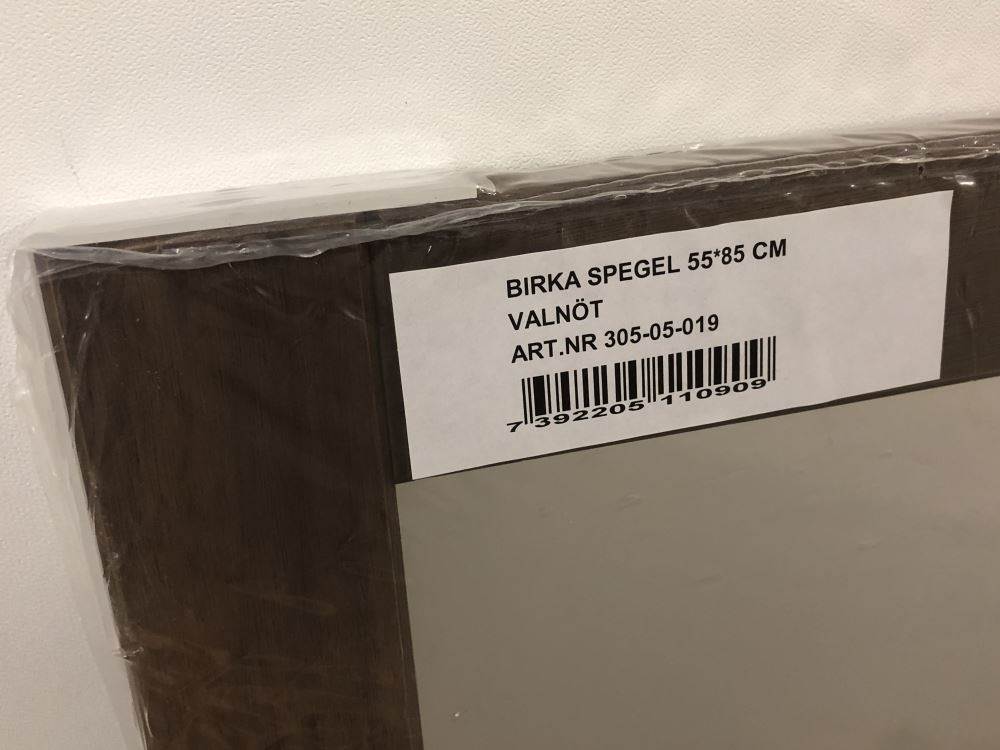 BIRKA SPEGEL 55*85 CM
VALNÖT
ART.NR 305-05-019
7 392205 110909